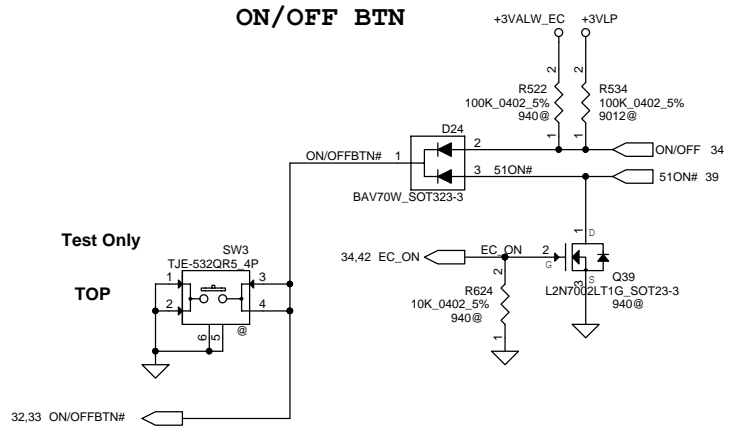 ON/OFF BTN
+3VALW_EC +3VLP
2 2
R522 R534
100K_0402_5% 100K_0402_5%
940@ 9012@
1 1
D24
ON/OFFBTN# 1 2 ON/OFF 34
3 51ON# 51ON# 39
BAV70W_SOT323-3
Test Only
SW3
TJE-532QR5_4P
1 3
TOP
2 4
6 5 @
34,42 EC_ON EC_ON 2
1 D
G
S
3
Q39
L2N7002LT1G_SOT23-3
940@
2
R624
10K_0402_5%
940@
1
32,33 ON/OFFBTN#